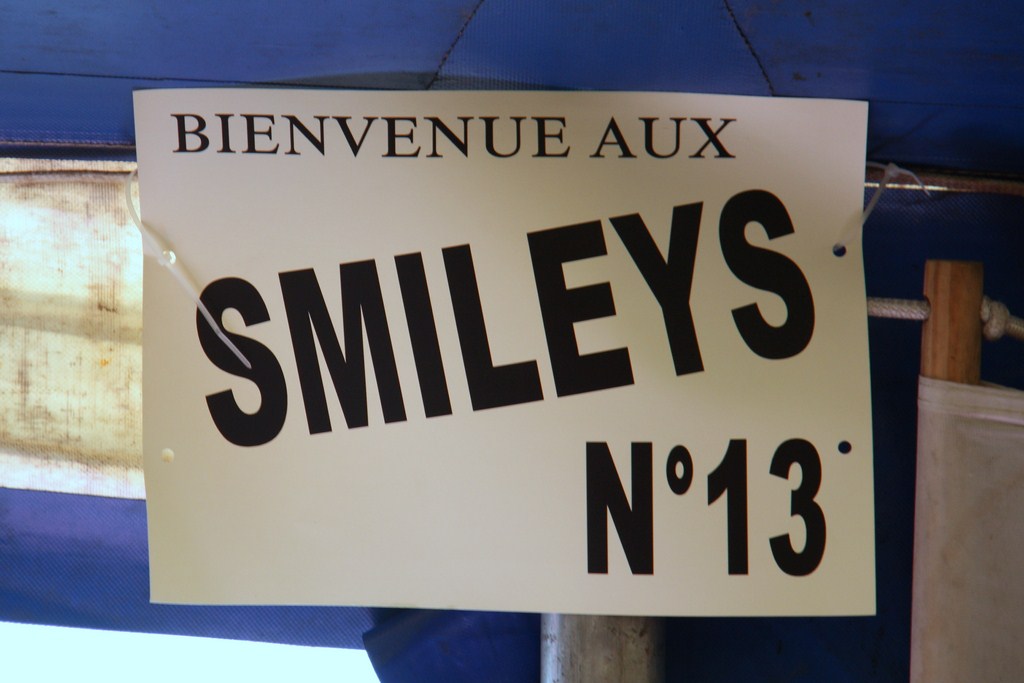 BIENVENUE AUX
SMILEYS
N°13